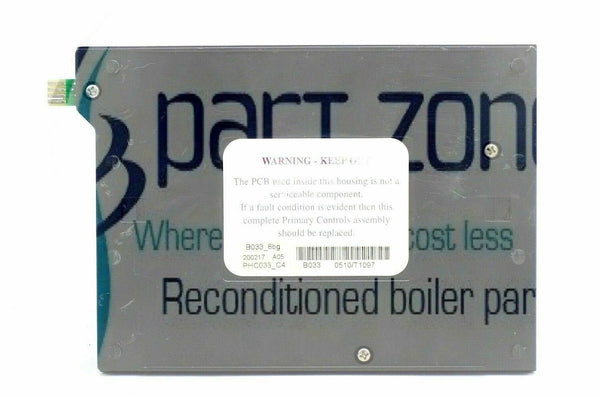 part zone
WARNING - KEEP OUT
The PCB used inside this housing is not a
serviceable component.
If a fault condition is evident then this
complete Primary Controls assembly
should be replaced.
Where cost less
B033_6bg
200217 A05
PHC033_C4 B033 0510/T1097
Reconditioned boiler par